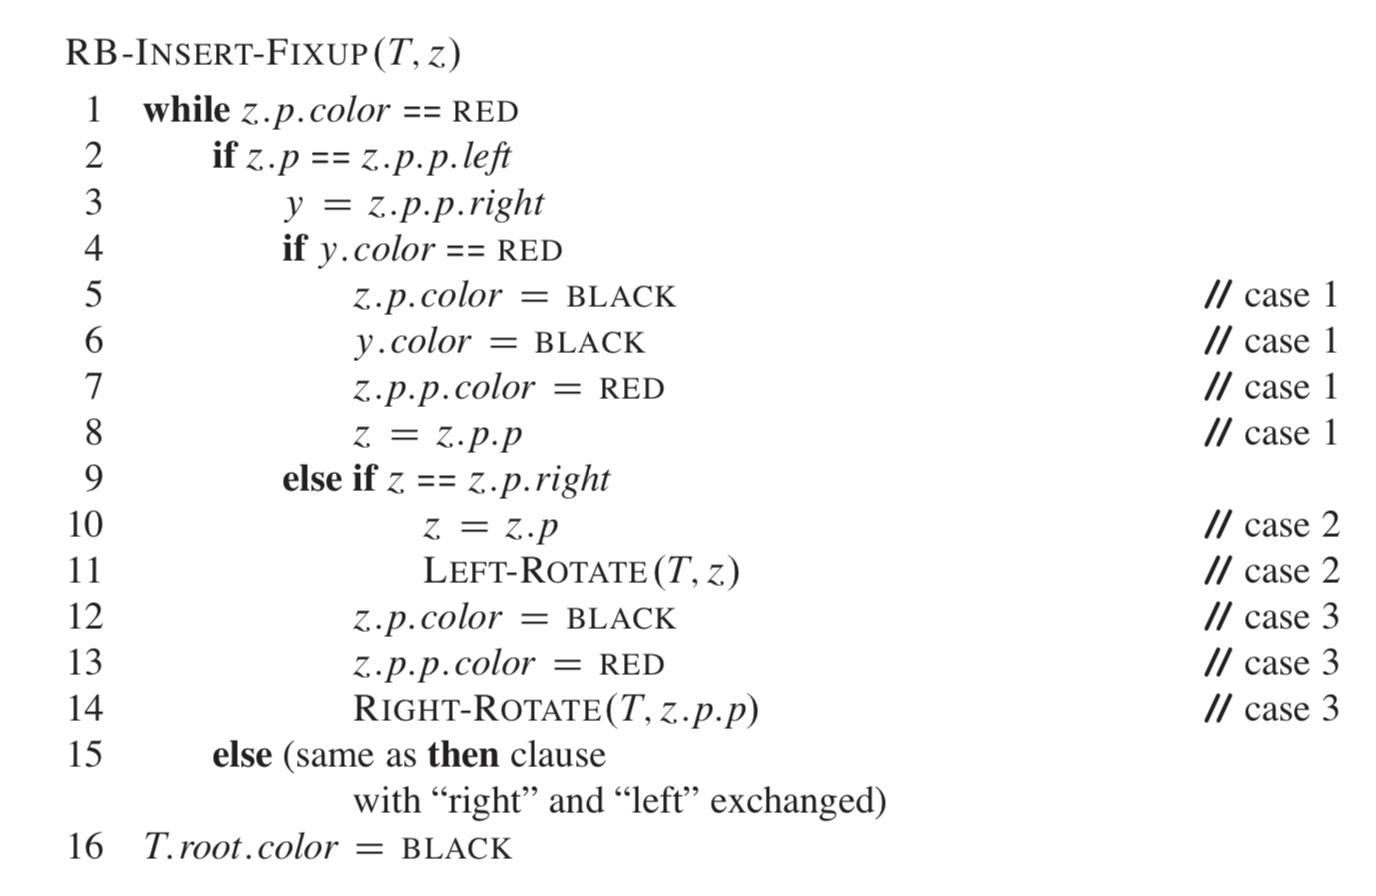 RB-INSERT-FIXUP(T, z)
1 while z.p.color == RED
2 if z.p == z.p.p.left
3 y = z.p.p.right
4 if y.color == RED
5 z.p.color = BLACK // case 1
6 y.color = BLACK // case 1
7 z.p.p.color = RED // case 1
8 z = z.p.p // case 1
9 else if z == z.p.right
10 z = z.p // case 2
11 LEFT-ROTATE(T, z) // case 2
12 z.p.color = BLACK // case 3
13 z.p.p.color = RED // case 3
14 RIGHT-ROTATE(T, z.p.p) // case 3
15 else (same as then clause
with “right” and “left” exchanged)
16 T.root.color = BLACK